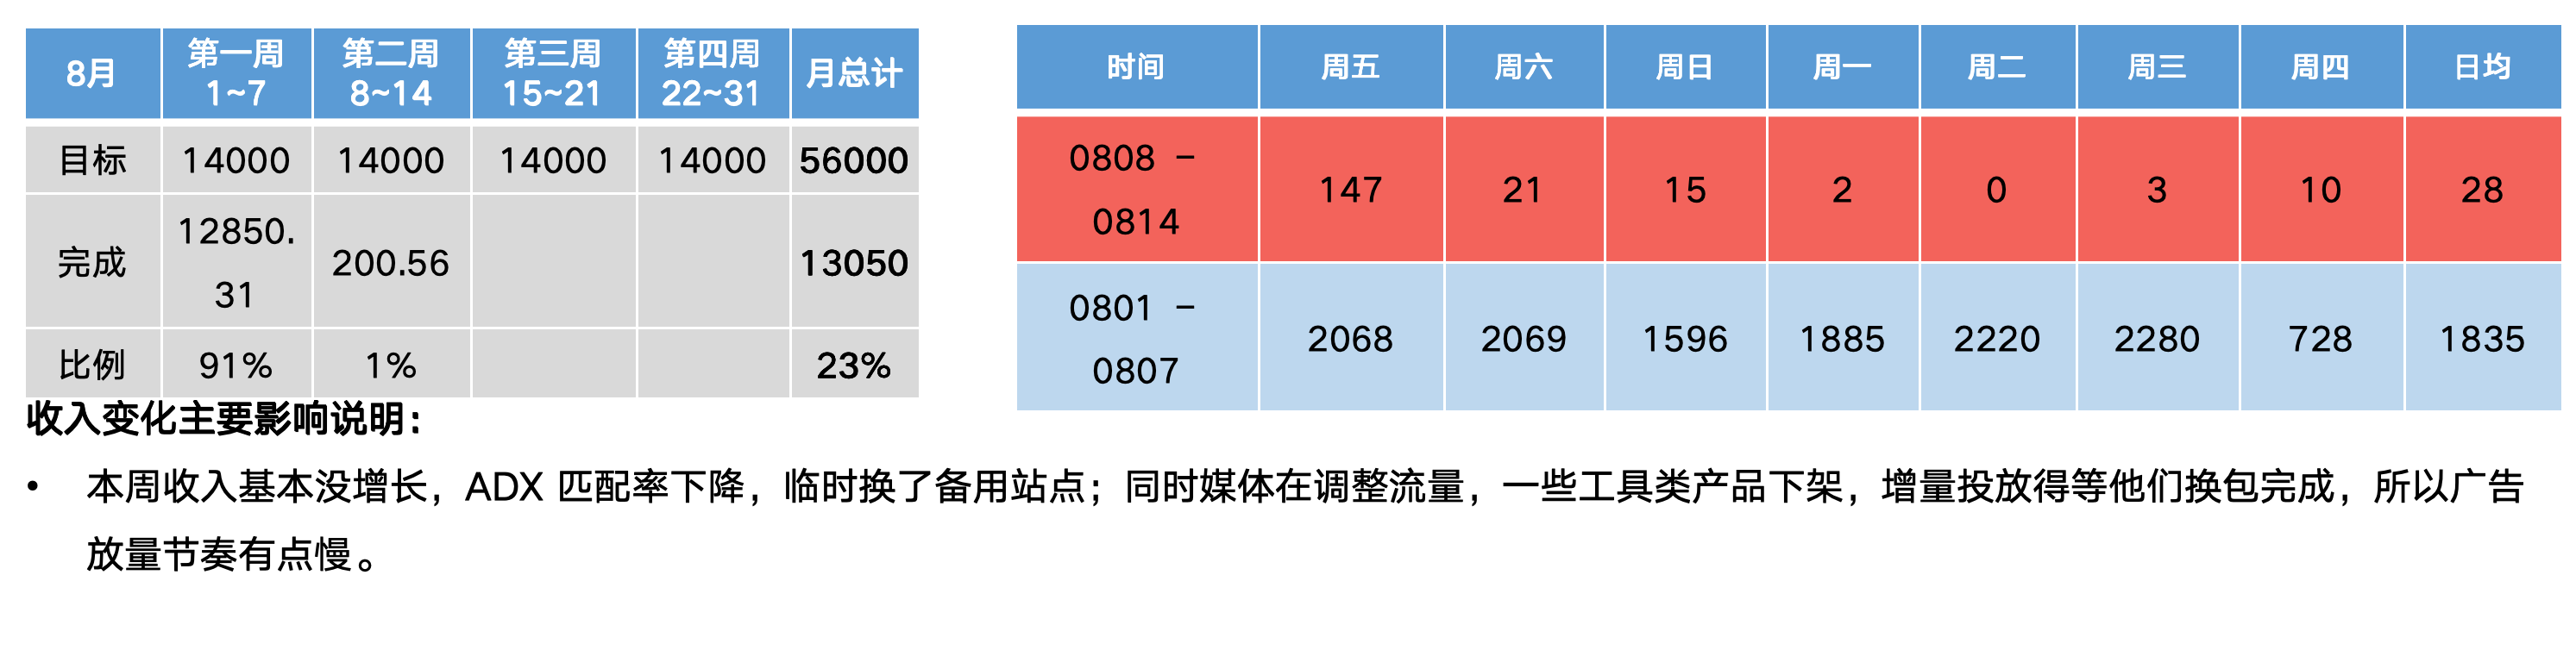 8月 第一周 1~7 第二周 8~14 第三周 15~21 第四周 22~31 月总计
目标 14000 14000 14000 14000 56000
完成 12850.31 200.56 13050
比例 91% 1% 23%
时间 周五 周六 周日 周一 周二 周三 周四 日均
0808 – 0814 147 21 15 2 0 3 10 28
0801 – 0807 2068 2069 1596 1885 2220 2280 728 1835
收入变化主要影响说明：
• 本周收入基本没增长，ADX 匹配率下降，临时换了备用站点；同时媒体在调整流量，一些工具类产品下架，增量投放得等他们换包完成，所以广告
放量节奏有点慢。